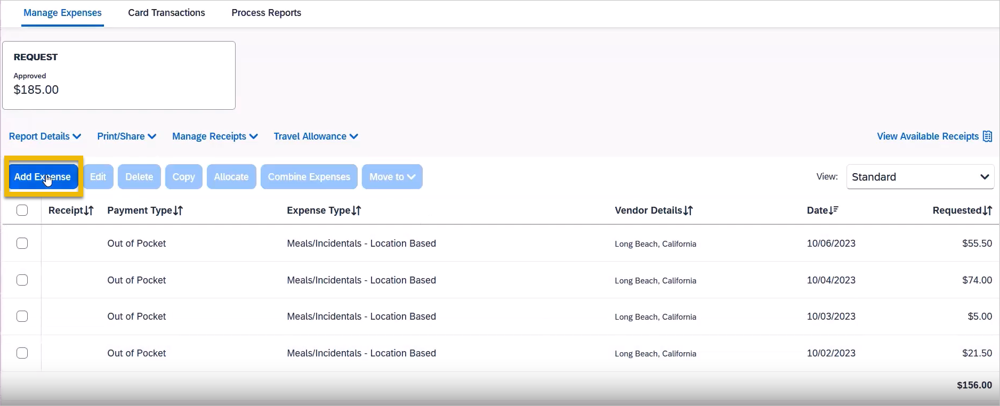 Manage Expenses Card Transactions Process Reports
REQUEST
Approved
$185.00
Report Details Print/Share Manage Receipts Travel Allowance View Available Receipts
Add Expense Edit Delete Copy Allocate Combine Expenses Move to View: Standard
Receipt Payment Type Expense Type Vendor Details Date Requested
Out of Pocket Meals/Incidentals - Location Based Long Beach, California 10/06/2023 $55.50
Out of Pocket Meals/Incidentals - Location Based Long Beach, California 10/04/2023 $74.00
Out of Pocket Meals/Incidentals - Location Based Long Beach, California 10/03/2023 $5.00
Out of Pocket Meals/Incidentals - Location Based Long Beach, California 10/02/2023 $21.50
$156.00